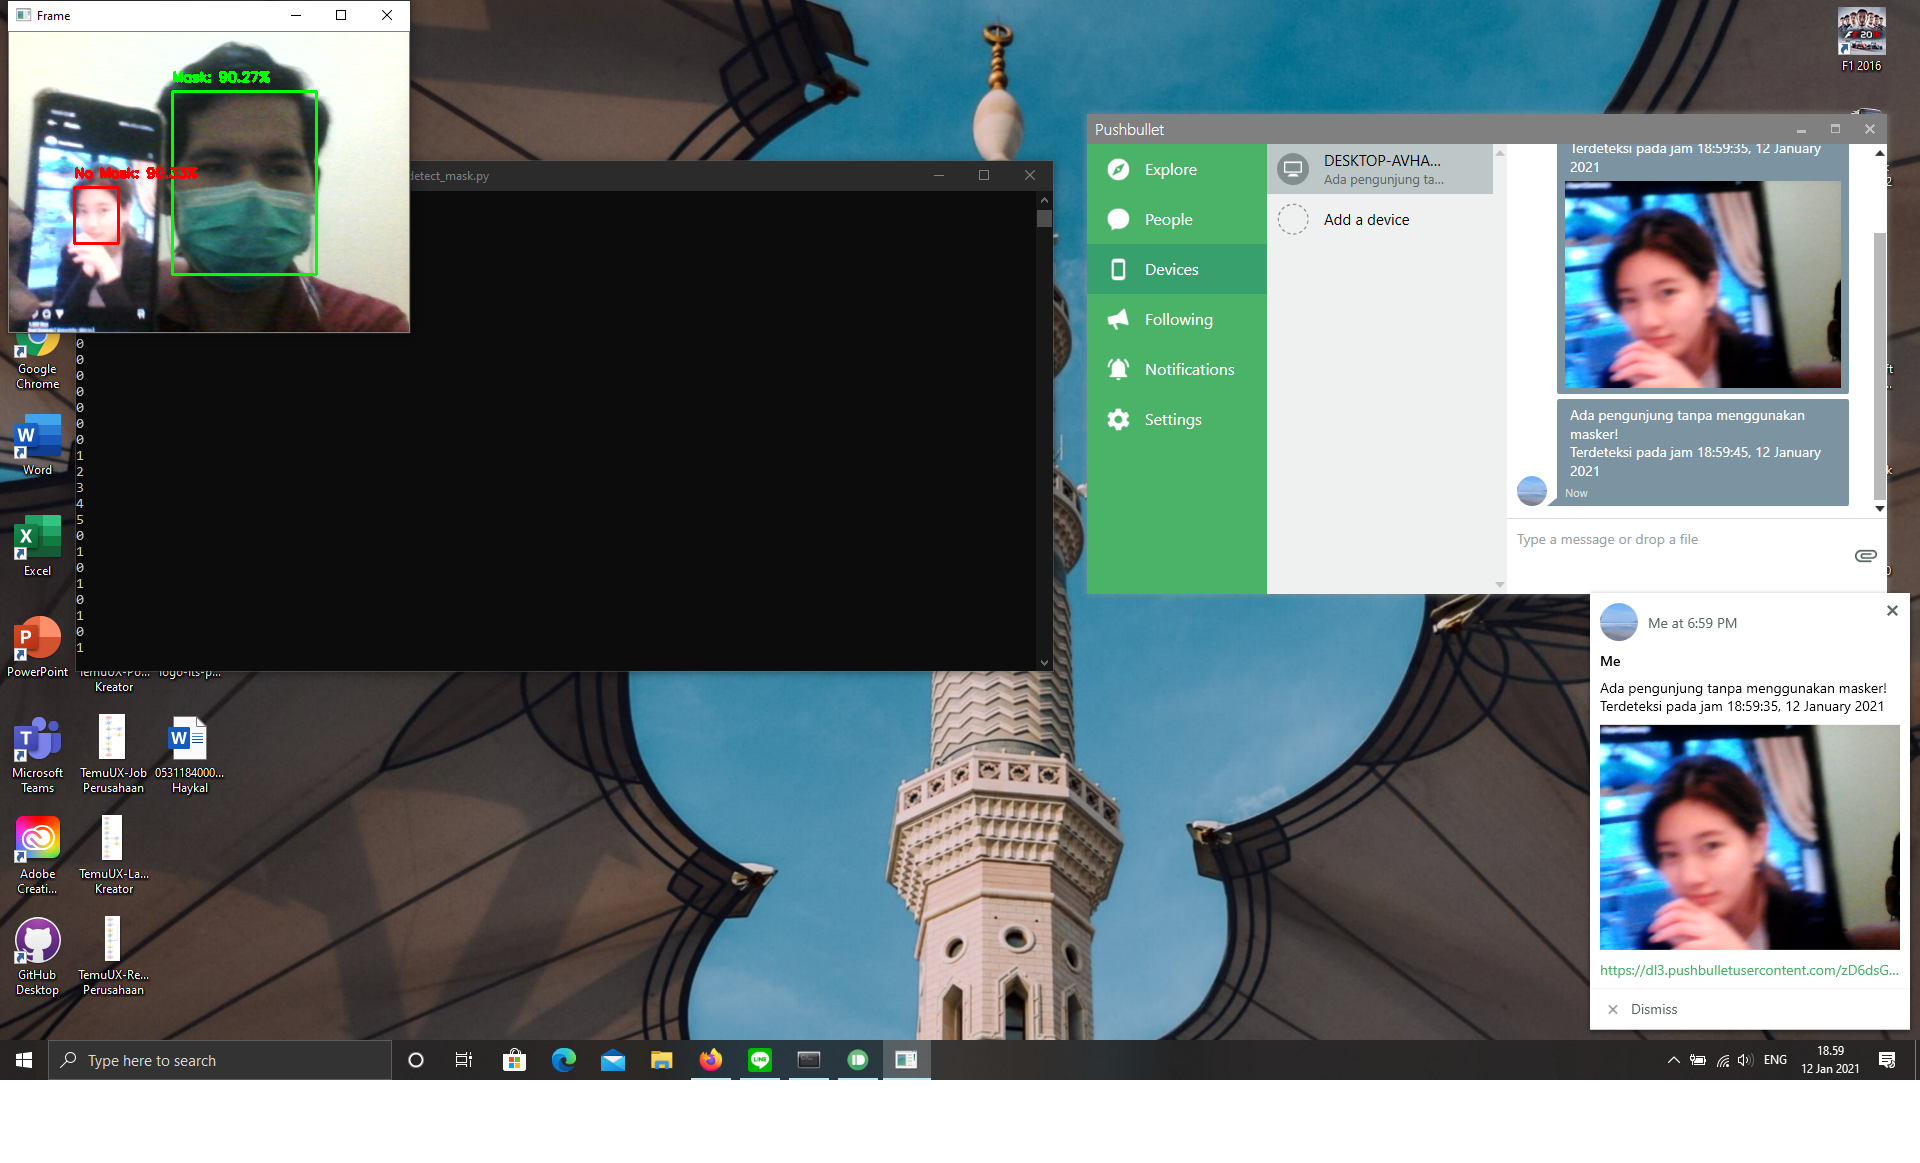 Frame
Mask: 90.27%
No Mask:
detect_mask.py
0
0
0
0
0
0
0
1
2
3
4
5
0
1
0
1
0
1
0
1
F1 2016
Pushbullet
Explore
People
Devices
Following
Notifications
Settings
DESKTOP-AVHA...
Ada pengunjung ta...
Add a device
Terdeteksi pada jam 18:59:35, 12 January
2021
Ada pengunjung tanpa menggunakan
masker!
Terdeteksi pada jam 18:59:45, 12 January
2021
Now
Type a message or drop a file
Me at 6:59 PM
Me
Ada pengunjung tanpa menggunakan masker!
Terdeteksi pada jam 18:59:35, 12 January 2021
https://dl3.pushbulletusercontent.com/zD6dsG...
Dismiss
Google
Chrome
Word
Excel
PowerPoint
TemuUX-Po...
Kreator
logo-its-p...
Microsoft
Teams
TemuUX-Job
Perusahaan
0531184000...
Haykal
Adobe
Creati...
TemuUX-La...
Kreator
GitHub
Desktop
TemuUX-Re...
Perusahaan
Type here to search
LINE
ENG
18.59
12 Jan 2021